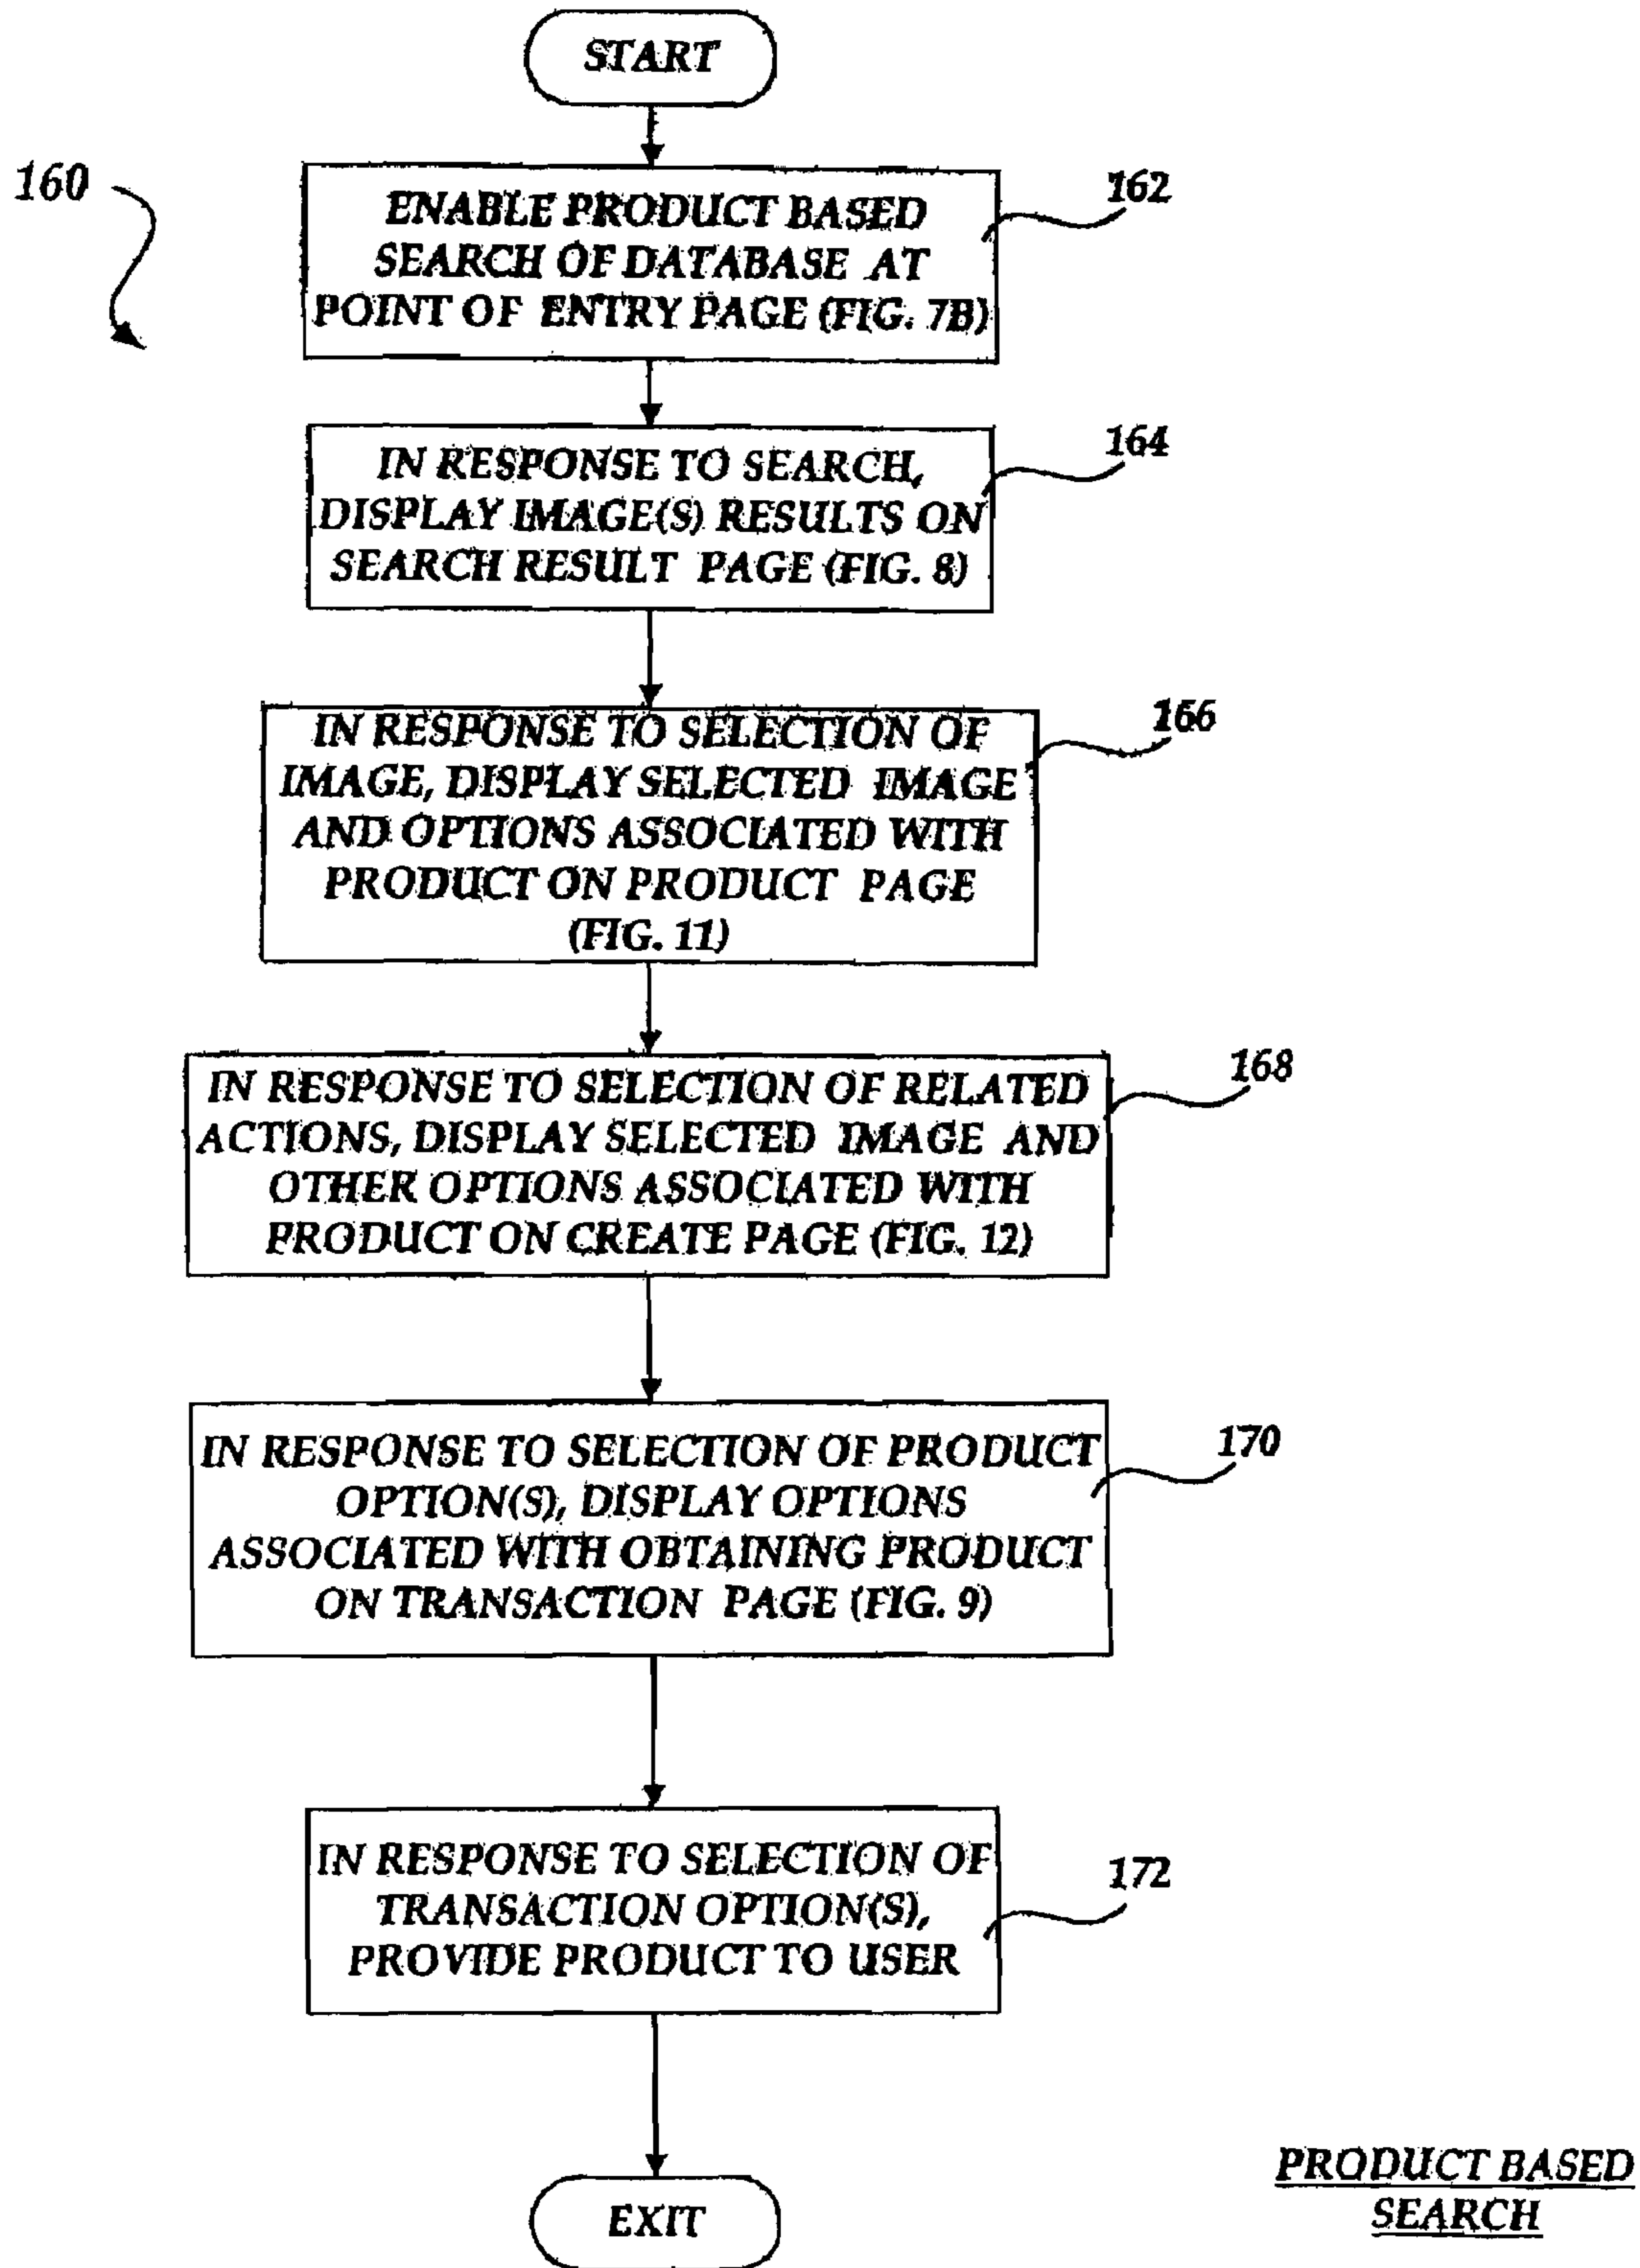 START
160
162
ENABLE PRODUCT BASED
SEARCH OF DATABASE AT
POINT OF ENTRY PAGE (FIG. 7B)
164
IN RESPONSE TO SEARCH,
DISPLAY IMAGE(S) RESULTS ON
SEARCH RESULT PAGE (FIG. 8)
166
IN RESPONSE TO SELECTION OF
IMAGE, DISPLAY SELECTED IMAGE
AND OPTIONS ASSOCIATED WITH
PRODUCT ON PRODUCT PAGE
(FIG. 11)
168
IN RESPONSE TO SELECTION OF RELATED
ACTIONS, DISPLAY SELECTED IMAGE AND
OTHER OPTIONS ASSOCIATED WITH
PRODUCT ON CREATE PAGE (FIG. 12)
170
IN RESPONSE TO SELECTION OF PRODUCT
OPTION(S), DISPLAY OPTIONS
ASSOCIATED WITH OBTAINING PRODUCT
ON TRANSACTION PAGE (FIG. 9)
172
IN RESPONSE TO SELECTION OF
TRANSACTION OPTION(S),
PROVIDE PRODUCT TO USER
EXIT
PRODUCT BASED
SEARCH